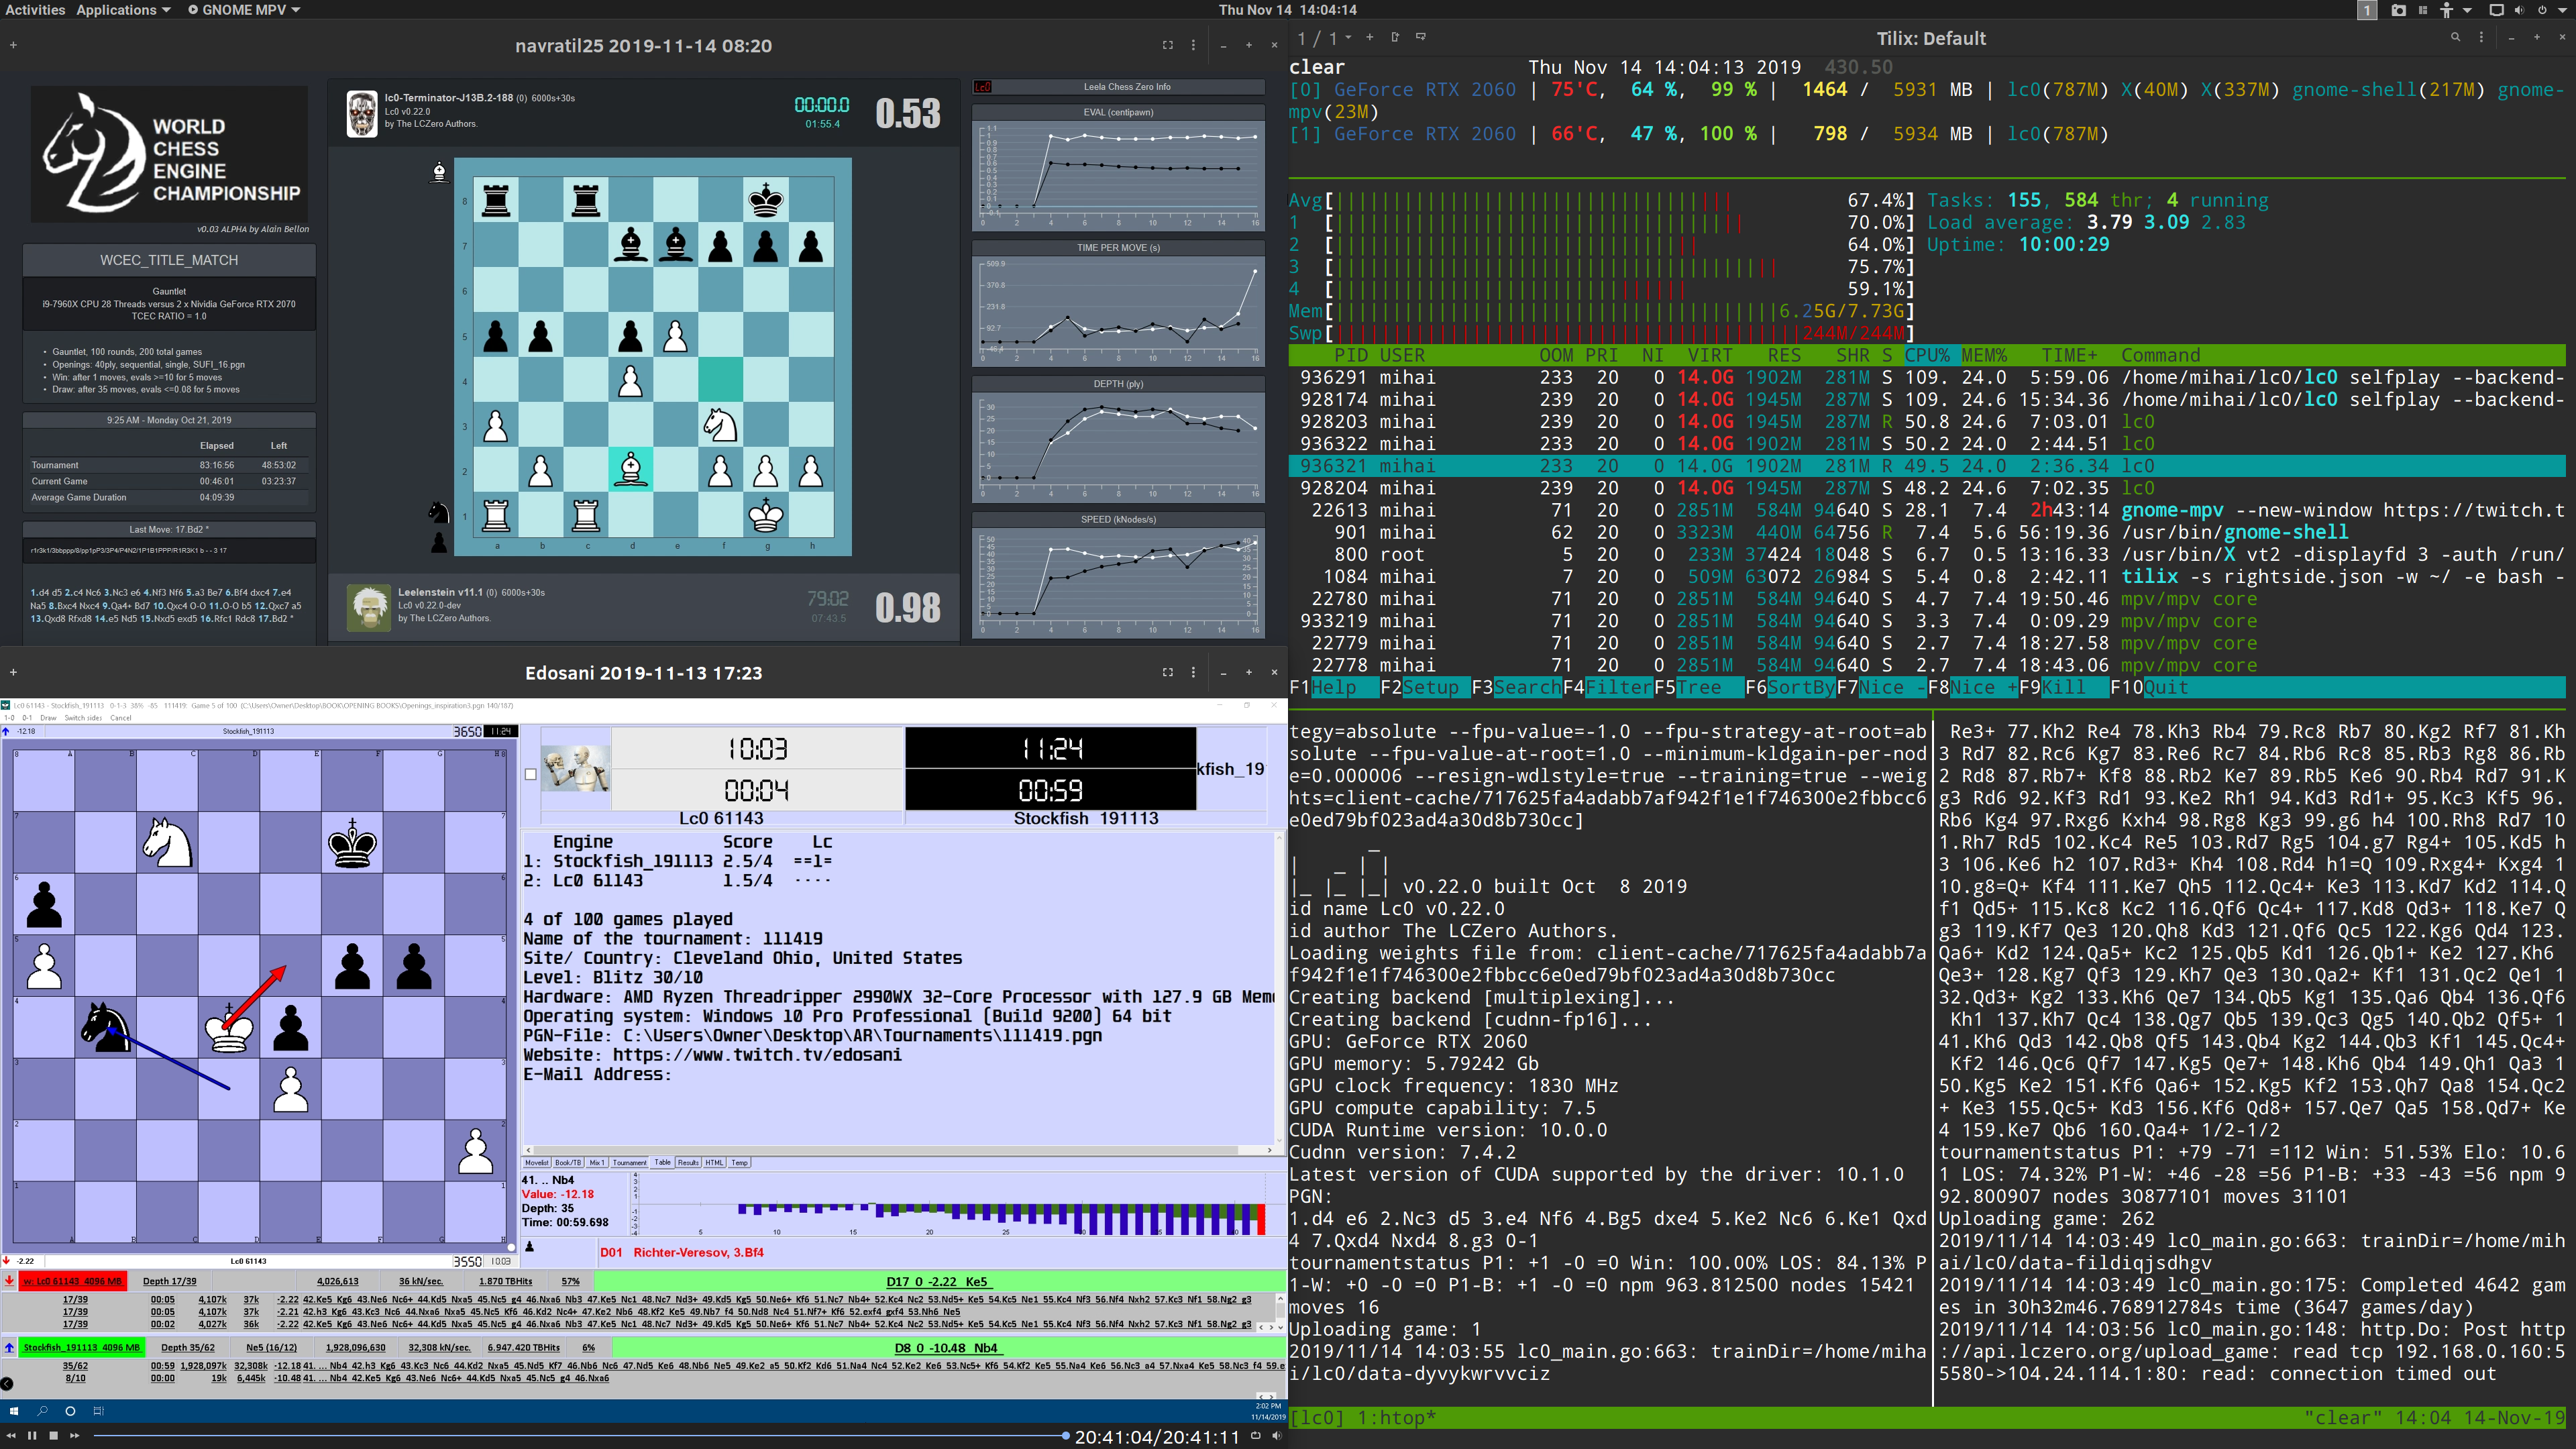 Activities Applications GNOME MPV
Thu Nov 14 14:04:14
1
navratil25 2019-11-14 08:20
WORLD
CHESS
ENGINE
CHAMPIONSHIP
v0.03 ALPHA by Alain Bellon
WCEC_TITLE_MATCH
Gauntlet
i9-7960X CPU 28 Threads versus 2 x Nividia GeForce RTX 2070
TCEC RATIO = 1.0
• Gauntlet, 100 rounds, 200 total games
• Openings: 40ply, sequential, single, SUFI_16.pgn
• Win: after 1 moves, evals >=10 for 5 moves
• Draw: after 35 moves, evals <=0.08 for 5 moves
9:25 AM - Monday Oct 21, 2019
Elapsed Left
Tournament 83:16:56 48:53:02
Current Game 00:46:01 03:23:37
Average Game Duration 04:09:39
Last Move: 17.Bd2 *
r1r3k1/3bbppp/8/pp1pP3/3P4/P4N2/1P1B1PPP/R1R3K1 b - - 3 17
1.d4 d5 2.c4 Nc6 3.Nc3 e6 4.Nf3 Nf6 5.a3 Be7 6.Bf4 dxc4 7.e4
Na5 8.Bxc4 Nxc4 9.Qa4+ Bd7 10.Qxc4 O-O 11.O-O b5 12.Qxc7 a5
13.Qxd8 Rfxd8 14.e5 Nd5 15.Nxd5 exd5 16.Rfc1 Rdc8 17.Bd2 *
lc0-Terminator-J13B.2-188 (0) 6000s+30s
Lc0 v0.22.0
by The LCZero Authors.
00:00.0
01:55.4
0.53
8
7
6
5
4
3
2
1
a b c d e f g h
Leelenstein v11.1 (0) 6000s+30s
Lc0 v0.22.0-dev
by The LCZero Authors.
79:02
07:43.5
0.98
Lc0
Leela Chess Zero Info
EVAL (centipawn)
TIME PER MOVE (s)
509.9
370.8
231.8
92.7
DEPTH (ply)
SPEED (kNodes/s)
1 / 1
Tilix: Default
clear Thu Nov 14 14:04:13 2019 430.50
[0] GeForce RTX 2060 | 75'C, 64 %, 99 % | 1464 / 5931 MB | lc0(787M) X(40M) X(337M) gnome-shell(217M) gnome-
mpv(23M)
[1] GeForce RTX 2060 | 66'C, 47 %, 100 % | 798 / 5934 MB | lc0(787M)
Avg[ 67.4%] Tasks: 155, 584 thr; 4 running
1 [ 70.0%] Load average: 3.79 3.09 2.83
2 [ 64.0%] Uptime: 10:00:29
3 [ 75.7%]
4 [ 59.1%]
Mem[ 6.25G/7.73G]
Swp[ 244M/244M]
PID USER OOM PRI NI VIRT RES SHR S CPU% MEM% TIME+ Command
936291 mihai 233 20 0 14.0G 1902M 281M S 109. 24.0 5:59.06 /home/mihai/lc0/lc0 selfplay --backend-
928174 mihai 239 20 0 14.0G 1945M 287M S 109. 24.6 15:34.36 /home/mihai/lc0/lc0 selfplay --backend-
928203 mihai 239 20 0 14.0G 1945M 287M R 50.8 24.6 7:03.01 lc0
936322 mihai 233 20 0 14.0G 1902M 281M S 50.2 24.0 2:44.51 lc0
936321 mihai 233 20 0 14.0G 1902M 281M R 49.5 24.0 2:36.34 lc0
928204 mihai 239 20 0 14.0G 1945M 287M S 48.2 24.6 7:02.35 lc0
22613 mihai 71 20 0 2851M 584M 94640 S 28.1 7.4 2h43:14 gnome-mpv --new-window https://twitch.t
901 mihai 62 20 0 3323M 440M 64756 R 7.4 5.6 56:19.36 /usr/bin/gnome-shell
800 root 5 20 0 233M 37424 18048 S 6.7 0.5 13:16.33 /usr/bin/X vt2 -displayfd 3 -auth /run/
1084 mihai 7 20 0 509M 63072 26984 S 5.4 0.8 2:42.11 tilix -s rightside.json -w ~/ -e bash -
22780 mihai 71 20 0 2851M 584M 94640 S 4.7 7.4 19:50.46 mpv/mpv core
933219 mihai 71 20 0 2851M 584M 94640 S 3.3 7.4 0:09.29 mpv/mpv core
22779 mihai 71 20 0 2851M 584M 94640 S 2.7 7.4 18:27.58 mpv/mpv core
22778 mihai 71 20 0 2851M 584M 94640 S 2.7 7.4 18:43.06 mpv/mpv core
F1Help F2Setup F3SearchF4FilterF5Tree F6SortByF7Nice -F8Nice +F9Kill F10Quit
Edosani 2019-11-13 17:23
Lc0 61143 - Stockfish_191113 0-1-3 38% -85 111419: Game 5 of 100 (C:\Users\Owner\Desktop\BOOK\OPENING BOOKS\Openings_inspiration3.pgn 140/187)
1-0 0-1 Draw Switch sides Cancel
-12.18 Stockfish_191113 3650 11:24
10:03 11:24 kfish_19
00:04 00:59
Lc0 61143 Stockfish 191113
Engine Score Lc
1: Stockfish_191113 2.5/4 ==1=
2: Lc0 61143 1.5/4 ····
4 of 100 games played
Name of the tournament: 111419
Site/ Country: Cleveland Ohio, United States
Level: Blitz 30/10
Hardware: AMD Ryzen Threadripper 2990WX 32-Core Processor with 127.9 GB Mem
Operating system: Windows 10 Pro Professional (Build 9200) 64 bit
PGN-File: C:\Users\Owner\Desktop\AR\Tournaments\111419.pgn
Website: https://www.twitch.tv/edosani
E-Mail Address:
Movelist Book/TB Mix 1 Tournament Table Results HTML Temp
41. .. Nb4
Value: -12.18
Depth: 35
Time: 00:59.698
5 10 15 20
D01 Richter-Veresov, 3.Bf4
-2.22 Lc0 61143 3550 10:03
w: Lc0 61143 4096 MB Depth 17/39 4,026,613 36 kN/sec. 1.870 TBHits 57% D17 0 -2.22 Ke5
17/39 00:05 4,107k 37k -2.22 42.Ke5 Kg6 43.Ne6 Nc6+ 44.Kd5 Nxa5 45.Nc5 g4 46.Nxa6 Nb3 47.Ke5 Nc1 48.Nc7 Nd3+ 49.Kd5 Kg5 50.Ne6+ Kf6 51.Nc7 Nb4+ 52.Kc4 Nc2 53.Nd5+ Ke5 54.Kc5 Ne1 55.Kc4 Nf3 56.Nf4 Nxh2 57.Kc3 Nf1 58.Ng2 g3
17/39 00:05 4,107k 37k -2.21 42.h3 Kg6 43.Kc3 Nc6 44.Nxa6 Nxa5 45.Nc5 Kf6 46.Kd2 Nc4+ 47.Ke2 Nb6 48.Kf2 Ke5 49.Nb7 f4 50.Nd8 Nc4 51.Nf7+ Kf6 52.exf4 gxf4 53.Nh6 Ne5
17/39 00:02 4,027k 36k -2.22 42.Ke5 Kg6 43.Ne6 Nc6+ 44.Kd5 Nxa5 45.Nc5 g4 46.Nxa6 Nb3 47.Ke5 Nc1 48.Nc7 Nd3+ 49.Kd5 Kg5 50.Ne6+ Kf6 51.Nc7 Nb4+ 52.Kc4 Nc2 53.Nd5+ Ke5 54.Kc5 Ne1 55.Kc4 Nf3 56.Nf4 Nxh2 57.Kc3 Nf1 58.Ng2 g3
Stockfish_191113 4096 MB Depth 35/62 Ne5 (16/12) 1,928,096,630 32,308 kN/sec. 6.947.420 TBHits 6% D8 0 -10.48 Nb4
35/62 00:59 1,928,097k 32,308k -12.18 41. ... Nb4 42.h3 Kg6 43.Kc3 Nc6 44.Kd2 Nxa5 45.Nd5 Kf7 46.Nb6 Nc6 47.Nd5 Ke6 48.Nb6 Ne5 49.Ke2 a5 50.Kf2 Kd6 51.Na4 Nc4 52.Ke2 Ke6 53.Nc5+ Kf6 54.Kf2 Ke5 55.Na4 Ke6 56.Nc3 a4 57.Nxa4 Ke5 58.Nc3 f4 59.e
8/10 00:00 19k 6,445k -10.48 41. ... Nb4 42.Ke5 Kg6 43.Ne6 Nc6+ 44.Kd5 Nxa5 45.Nc5 g4 46.Nxa6
2:02 PM
11/14/2019
20:41:04/20:41:11
tegy=absolute --fpu-value=-1.0 --fpu-strategy-at-root=ab
solute --fpu-value-at-root=1.0 --minimum-kldgain-per-nod
e=0.000006 --resign-wdlstyle=true --training=true --weig
hts=client-cache/717625fa4adabb7af942f1e1f746300e2fbbcc6
e0ed79bf023ad4a30d8b730cc]
_
| _ | |
|_ |_ |_| v0.22.0 built Oct 8 2019
id name Lc0 v0.22.0
id author The LCZero Authors.
Loading weights file from: client-cache/717625fa4adabb7a
f942f1e1f746300e2fbbcc6e0ed79bf023ad4a30d8b730cc
Creating backend [multiplexing]...
Creating backend [cudnn-fp16]...
GPU: GeForce RTX 2060
GPU memory: 5.79242 Gb
GPU clock frequency: 1830 MHz
GPU compute capability: 7.5
CUDA Runtime version: 10.0.0
Cudnn version: 7.4.2
Latest version of CUDA supported by the driver: 10.1.0
PGN:
1.d4 e6 2.Nc3 d5 3.e4 Nf6 4.Bg5 dxe4 5.Ke2 Nc6 6.Ke1 Qxd
4 7.Qxd4 Nxd4 8.g3 0-1
tournamentstatus P1: +1 -0 =0 Win: 100.00% LOS: 84.13% P
1-W: +0 -0 =0 P1-B: +1 -0 =0 npm 963.812500 nodes 15421
moves 16
Uploading game: 1
2019/11/14 14:03:55 lc0_main.go:663: trainDir=/home/miha
i/lc0/data-dyvykwrvvciz
Re3+ 77.Kh2 Re4 78.Kh3 Rb4 79.Rc8 Rb7 80.Kg2 Rf7 81.Kh
3 Rd7 82.Rc6 Kg7 83.Re6 Rc7 84.Rb6 Rc8 85.Rb3 Rg8 86.Rb
2 Rd8 87.Rb7+ Kf8 88.Rb2 Ke7 89.Rb5 Ke6 90.Rb4 Rd7 91.K
g3 Rd6 92.Kf3 Rd1 93.Ke2 Rh1 94.Kd3 Rd1+ 95.Kc3 Kf5 96.
Rb6 Kg4 97.Rxg6 Kxh4 98.Rg8 Kg3 99.g6 h4 100.Rh8 Rd7 10
1.Rh7 Rd5 102.Kc4 Re5 103.Rd7 Rg5 104.g7 Rg4+ 105.Kd5 h
3 106.Ke6 h2 107.Rd3+ Kh4 108.Rd4 h1=Q 109.Rxg4+ Kxg4 1
10.g8=Q+ Kf4 111.Ke7 Qh5 112.Qc4+ Ke3 113.Kd7 Kd2 114.Q
f1 Qd5+ 115.Kc8 Kc2 116.Qf6 Qc4+ 117.Kd8 Qd3+ 118.Ke7 Q
g3 119.Kf7 Qe3 120.Qh8 Kd3 121.Qf6 Qc5 122.Kg6 Qd4 123.
Qa6+ Kd2 124.Qa5+ Kc2 125.Qb5 Kd1 126.Qb1+ Ke2 127.Kh6
Qe3+ 128.Kg7 Qf3 129.Kh7 Qe3 130.Qa2+ Kf1 131.Qc2 Qe1 1
32.Qd3+ Kg2 133.Kh6 Qe7 134.Qb5 Kg1 135.Qa6 Qb4 136.Qf6
Kh1 137.Kh7 Qc4 138.Qg7 Qb5 139.Qc3 Qg5 140.Qb2 Qf5+ 1
41.Kh6 Qd3 142.Qb8 Qf5 143.Qb4 Kg2 144.Qb3 Kf1 145.Qc4+
Kf2 146.Qc6 Qf7 147.Kg5 Qe7+ 148.Kh6 Qb4 149.Qh1 Qa3 1
50.Kg5 Ke2 151.Kf6 Qa6+ 152.Kg5 Kf2 153.Qh7 Qa8 154.Qc2
+ Ke3 155.Qc5+ Kd3 156.Kf6 Qd8+ 157.Qe7 Qa5 158.Qd7+ Ke
4 159.Ke7 Qb6 160.Qa4+ 1/2-1/2
tournamentstatus P1: +79 -71 =112 Win: 51.53% Elo: 10.6
1 LOS: 74.32% P1-W: +46 -28 =56 P1-B: +33 -43 =56 npm 9
92.800907 nodes 30877101 moves 31101
Uploading game: 262
2019/11/14 14:03:49 lc0_main.go:663: trainDir=/home/mih
ai/lc0/data-fildiqjsdhgv
2019/11/14 14:03:49 lc0_main.go:175: Completed 4642 gam
es in 30h32m46.768912784s time (3647 games/day)
2019/11/14 14:03:56 lc0_main.go:148: http.Do: Post http
://api.lczero.org/upload_game: read tcp 192.168.0.160:5
5580->104.24.114.1:80: read: connection timed out
[lc0] 1:htop* "clear" 14:04 14-Nov-19